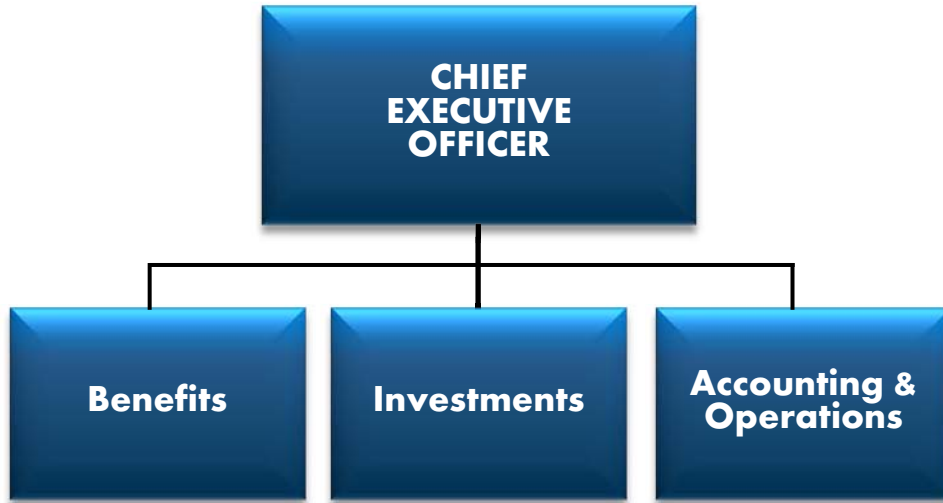 CHIEF
EXECUTIVE
OFFICER
Benefits
Investments
Accounting &
Operations